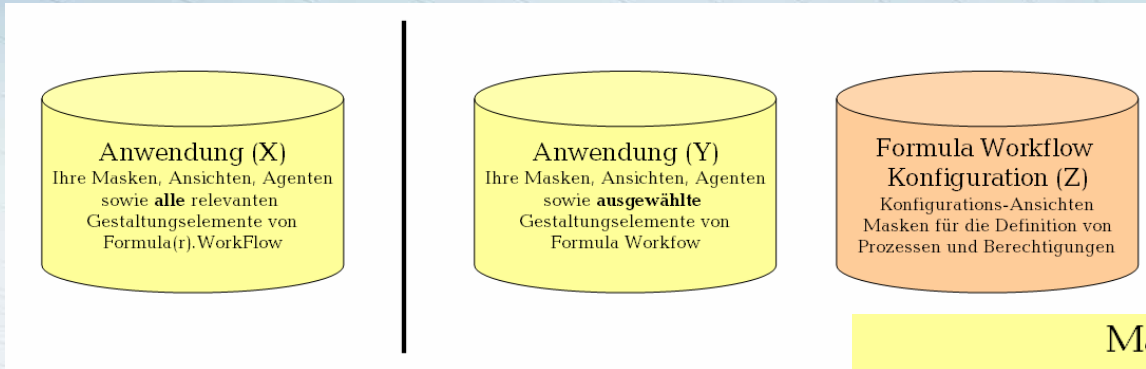 Anwendung (X)
Ihre Masken, Ansichten, Agenten
sowie alle relevanten
Gestaltungselemente von
Formula(r).WorkFlow
Anwendung (Y)
Ihre Masken, Ansichten, Agenten
sowie ausgewählte
Gestaltungselemente von
Formula Workfow
Formula Workflow
Konfiguration (Z)
Konfigurations-Ansichten
Masken für die Definition von
Prozessen und Berechtigungen